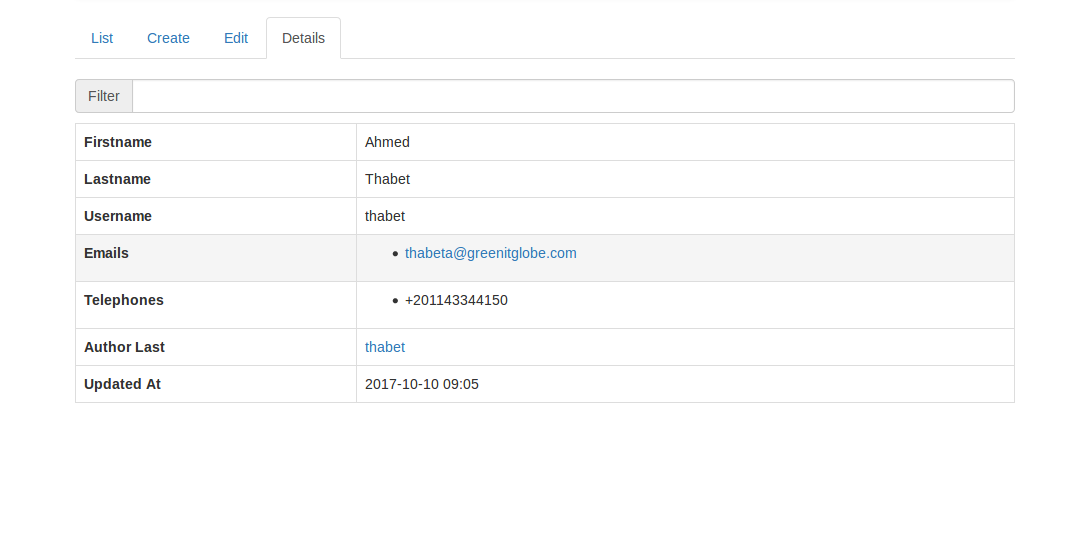 List Create Edit Details
Filter
Firstname Ahmed
Lastname Thabet
Username thabet
Emails • thabeta@greenitglobe.com
Telephones • +201143344150
Author Last thabet
Updated At 2017-10-10 09:05